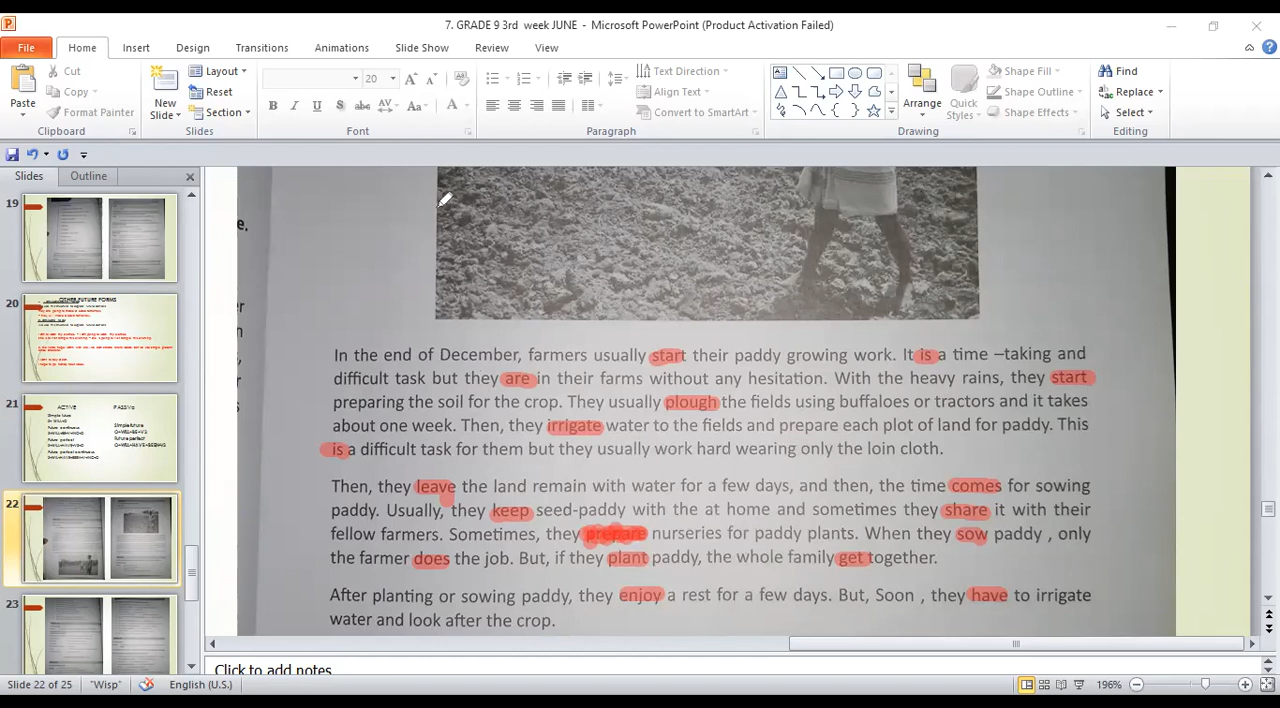 7. GRADE 9 3rd week JUNE - Microsoft PowerPoint (Product Activation Failed)
File Home Insert Design Transitions Animations Slide Show Review View
Cut
Layout
Text Direction
Shape Fill
Find
Copy
Reset
Align Text
Shape Outline
Replace
Paste
Format Painter
New Slide
Section
Convert to SmartArt
Arrange
Quick Styles
Shape Effects
Select
20
Clipboard Slides Font Paragraph Drawing Editing
Slides Outline
19
20
OTHER FUTURE FORMS
21
ACTIVE PASSIVE
22
23
e.
In the end of December, farmers usually start their paddy growing work. It is a time –taking and
difficult task but they are in their farms without any hesitation. With the heavy rains, they start
preparing the soil for the crop. They usually plough the fields using buffaloes or tractors and it takes
about one week. Then, they irrigate water to the fields and prepare each plot of land for paddy. This
is a difficult task for them but they usually work hard wearing only the loin cloth.
Then, they leave the land remain with water for a few days, and then, the time comes for sowing
paddy. Usually, they keep seed-paddy with the at home and sometimes they share it with their
fellow farmers. Sometimes, they prepare nurseries for paddy plants. When they sow paddy , only
the farmer does the job. But, if they plant paddy, the whole family get together.
After planting or sowing paddy, they enjoy a rest for a few days. But, Soon , they have to irrigate
water and look after the crop.
Click to add notes
Slide 22 of 25 "Wisp" English (U.S.) 196%